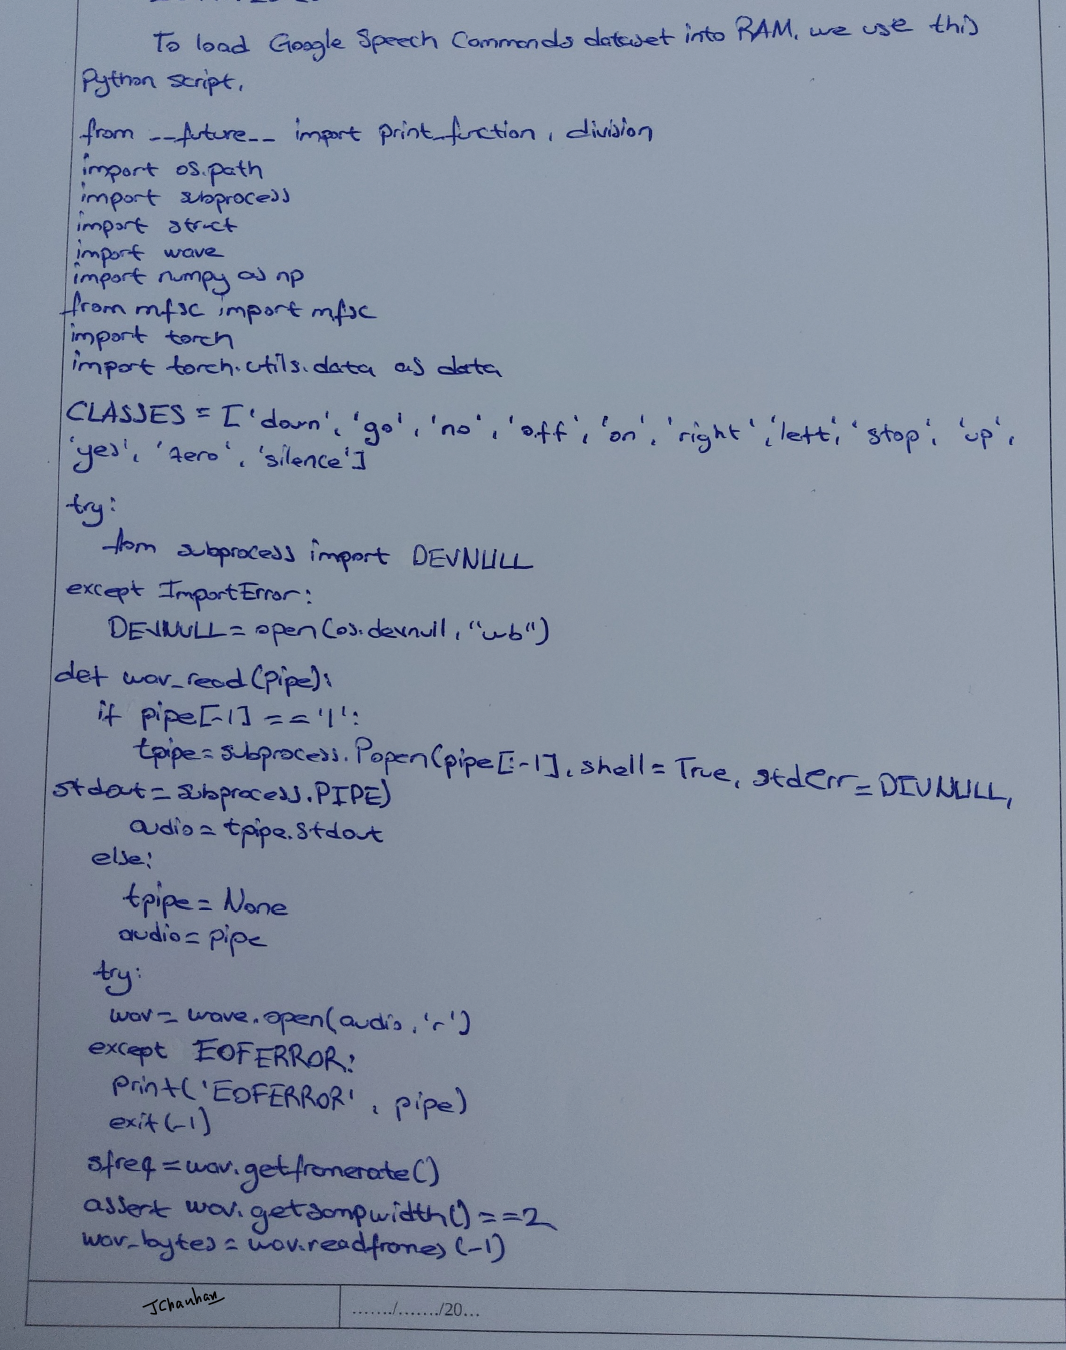 To load Google Speech Commands dataset into RAM, we use this
Python script,
from __future__ import print_function, division
import os.path
import subprocess
import struct
import wave
import numpy as np
from mfsc import mfsc
import torch
import torch.utils.data as data
CLASSES = ['down', 'go', 'no', 'off', 'on', 'right', 'left', 'stop', 'up',
'yes', 'zero', 'silence']
try:
from subprocess import DEVNULL
except ImportError:
DEVNULL = open(os.devnull, "wb")
def wav_read(pipe):
if pipe[-1] == '|':
tpipe = subprocess.Popen(pipe[:-1], shell = True, stderr = DEVNULL,
stdout = subprocess.PIPE)
audio = tpipe.stdout
else:
tpipe = None
audio = pipe
try:
wav = wave.open(audio, 'r')
except EOFERROR:
print('EOFERROR', pipe)
exit(-1)
sfreq = wav.getframerate()
assert wav.getsampwidth() == 2
wav_bytes = wav.readframes(-1)
JChauhan
......./......./20...